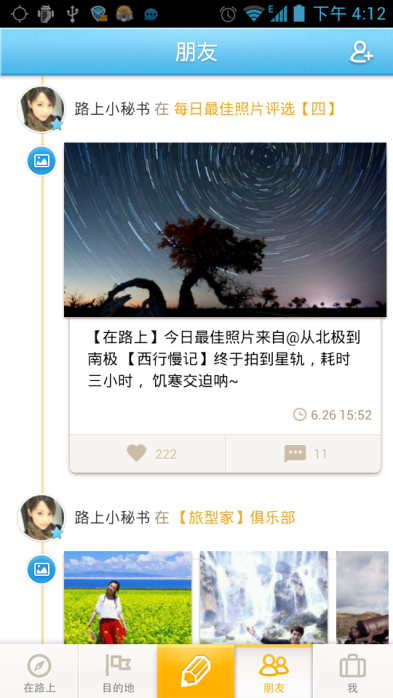 下午 4:12
朋友
路上小秘书 在 每日最佳照片评选【四】
【在路上】今日最佳照片来自@从北极到
南极【西行慢记】终于拍到星轨，耗时
三小时，饥寒交迫呐~
6.26 15:52
222
11
路上小秘书 在 【旅型家】俱乐部
在路上
目的地
朋友
我